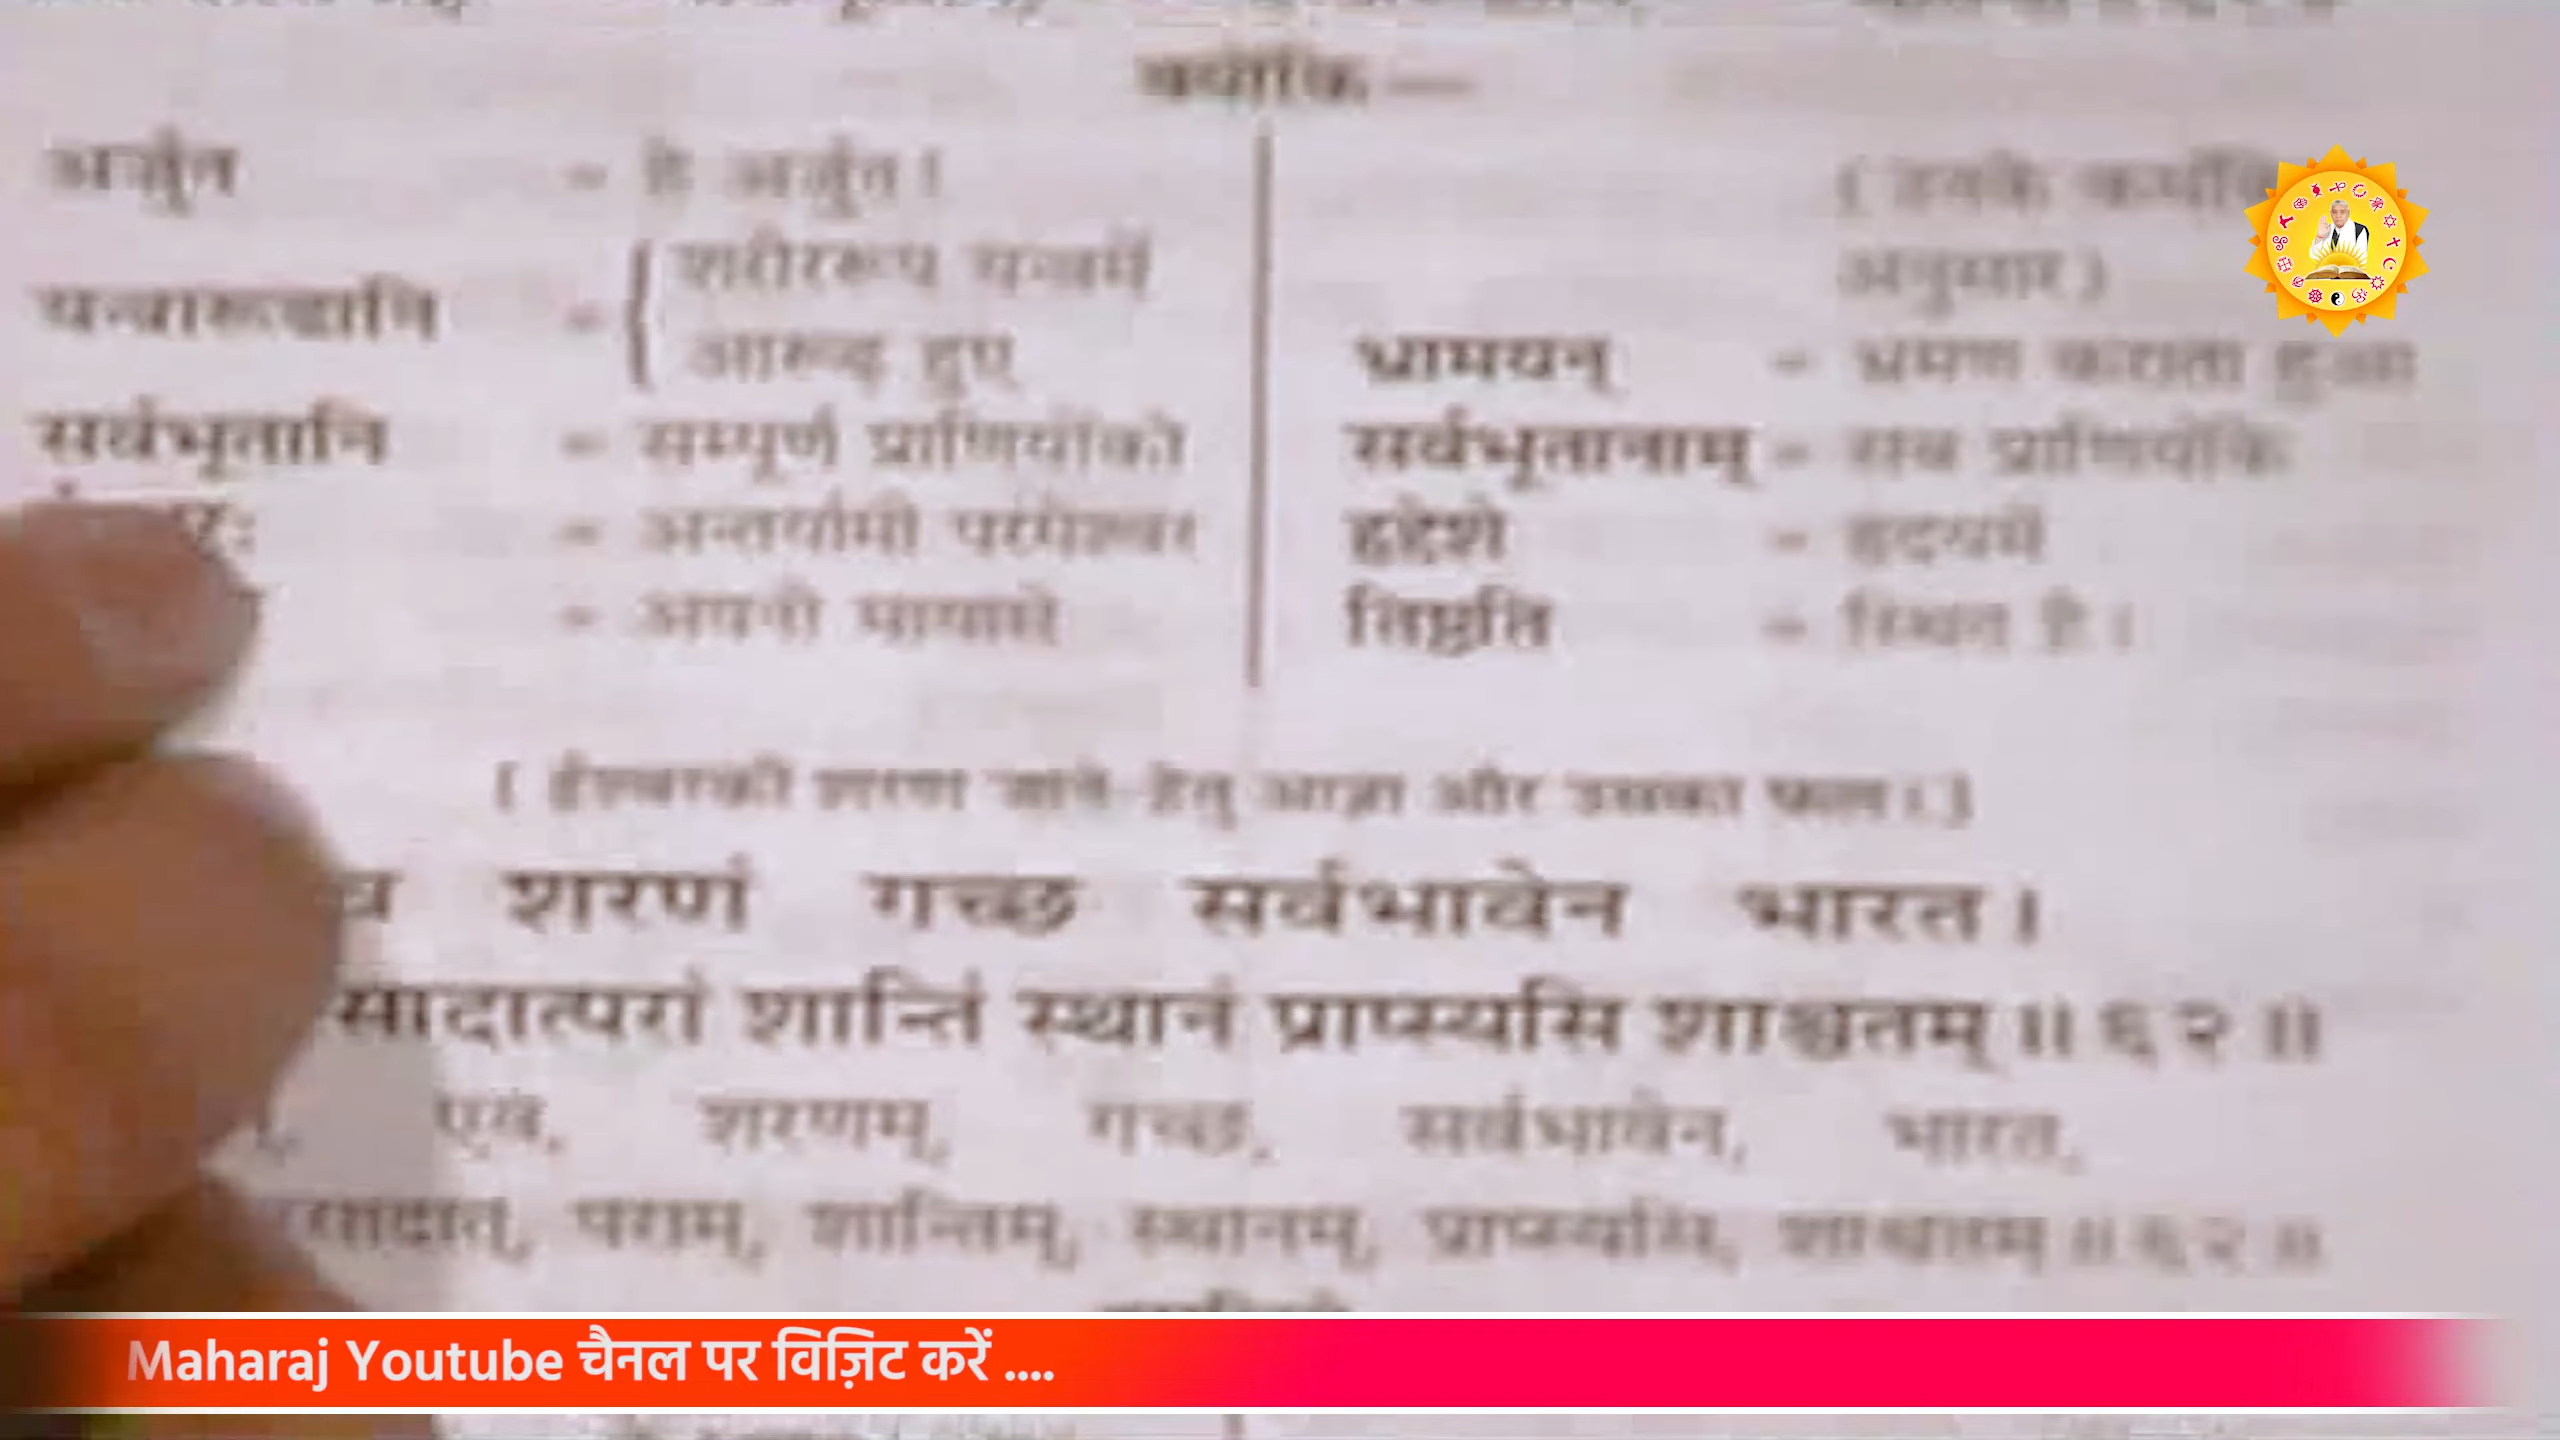 क्योंकि —
अर्जुन = हे अर्जुन !
यन्त्रारूढानि = { शरीररूप यन्त्रमें
आरूढ़ हुए
सर्वभूतानि = सम्पूर्ण प्राणियोंको
= अन्तर्यामी परमेश्वर
= अपनी मायासे
( उनके
अनुसार )
भ्रामयन् = भ्रमण कराता हुआ
सर्वभूतानाम् = सब प्राणियोंके
हृद्देशे = हृदयमें
तिष्ठति = स्थित है ।
( ईश्वरकी शरण जाने हेतु आज्ञा और उसका फल । )
शरणं गच्छ सर्वभावेन भारत ।
सादात्परां शान्तिं स्थानं प्राप्स्यसि शाश्वतम् ॥ ६२ ॥
एव, शरणम्, गच्छ, सर्वभावेन, भारत,
सादात्, पराम्, शान्तिम्, स्थानम्, प्राप्स्यसि, शाश्वतम् ॥ ६२ ॥
Maharaj Youtube चैनल पर विज़िट करें ....